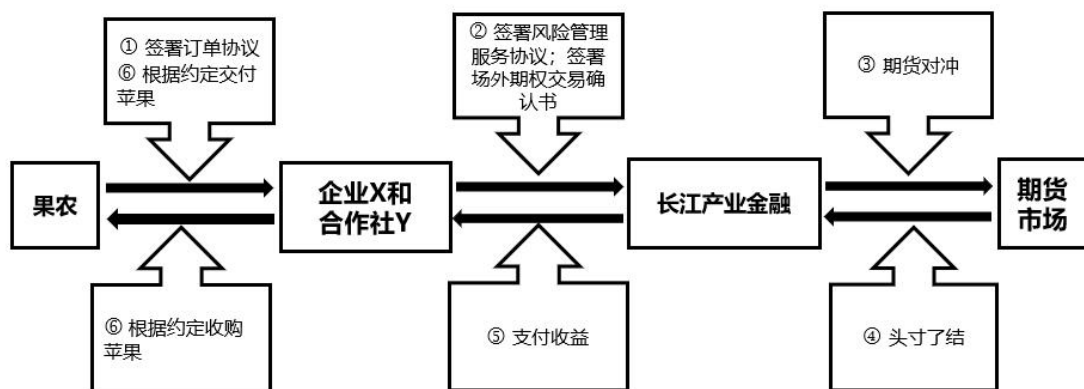 ① 签署订单协议
⑥ 根据约定交付
苹果
② 签署风险管理
服务协议；签署
场外期权交易确
认书
③ 期货对冲
果农
企业X和
合作社Y
长江产业金融
期货
市场
⑥ 根据约定收购
苹果
⑤ 支付收益
④ 头寸了结